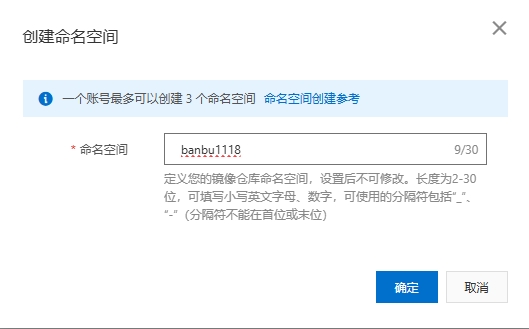 创建命名空间
一个账号最多可以创建 3 个命名空间 命名空间创建参考
* 命名空间 banbu1118 9/30
定义您的镜像仓库命名空间，设置后不可修改。长度为2-30
位，可填写小写英文字母、数字，可使用的分隔符包括“_”、
“-”（分隔符不能在首位或末位）
确定 取消